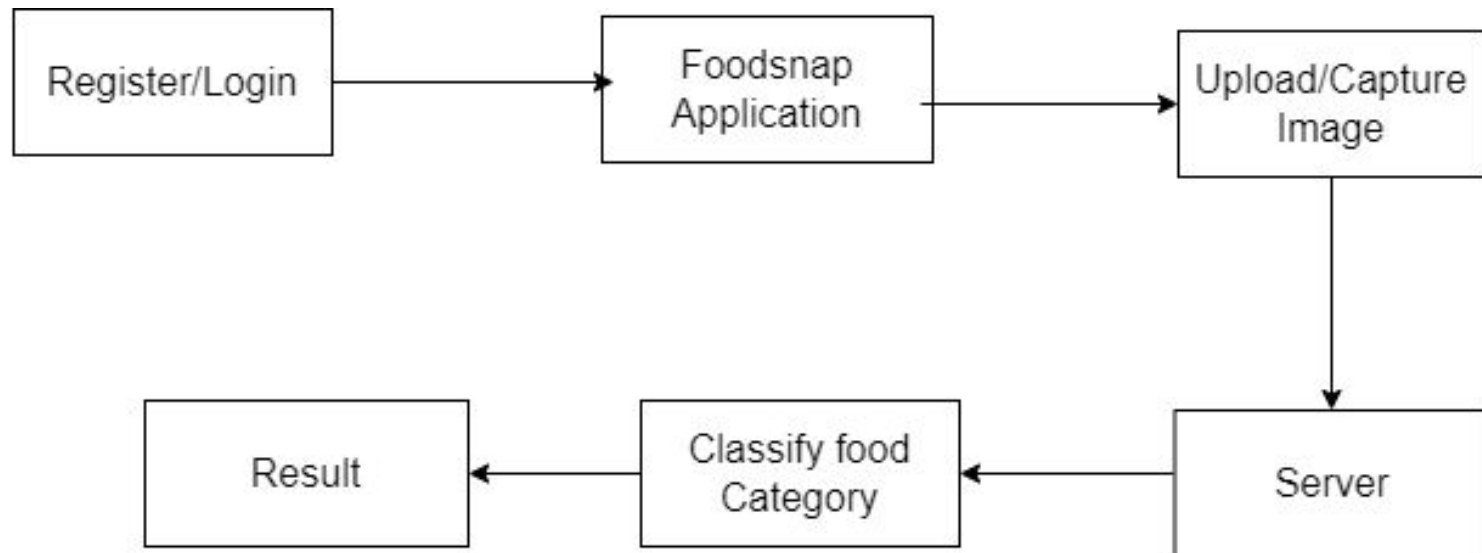 Register/Login
Foodsnap
Application
Upload/Capture
Image
Server
Classify food
Category
Result